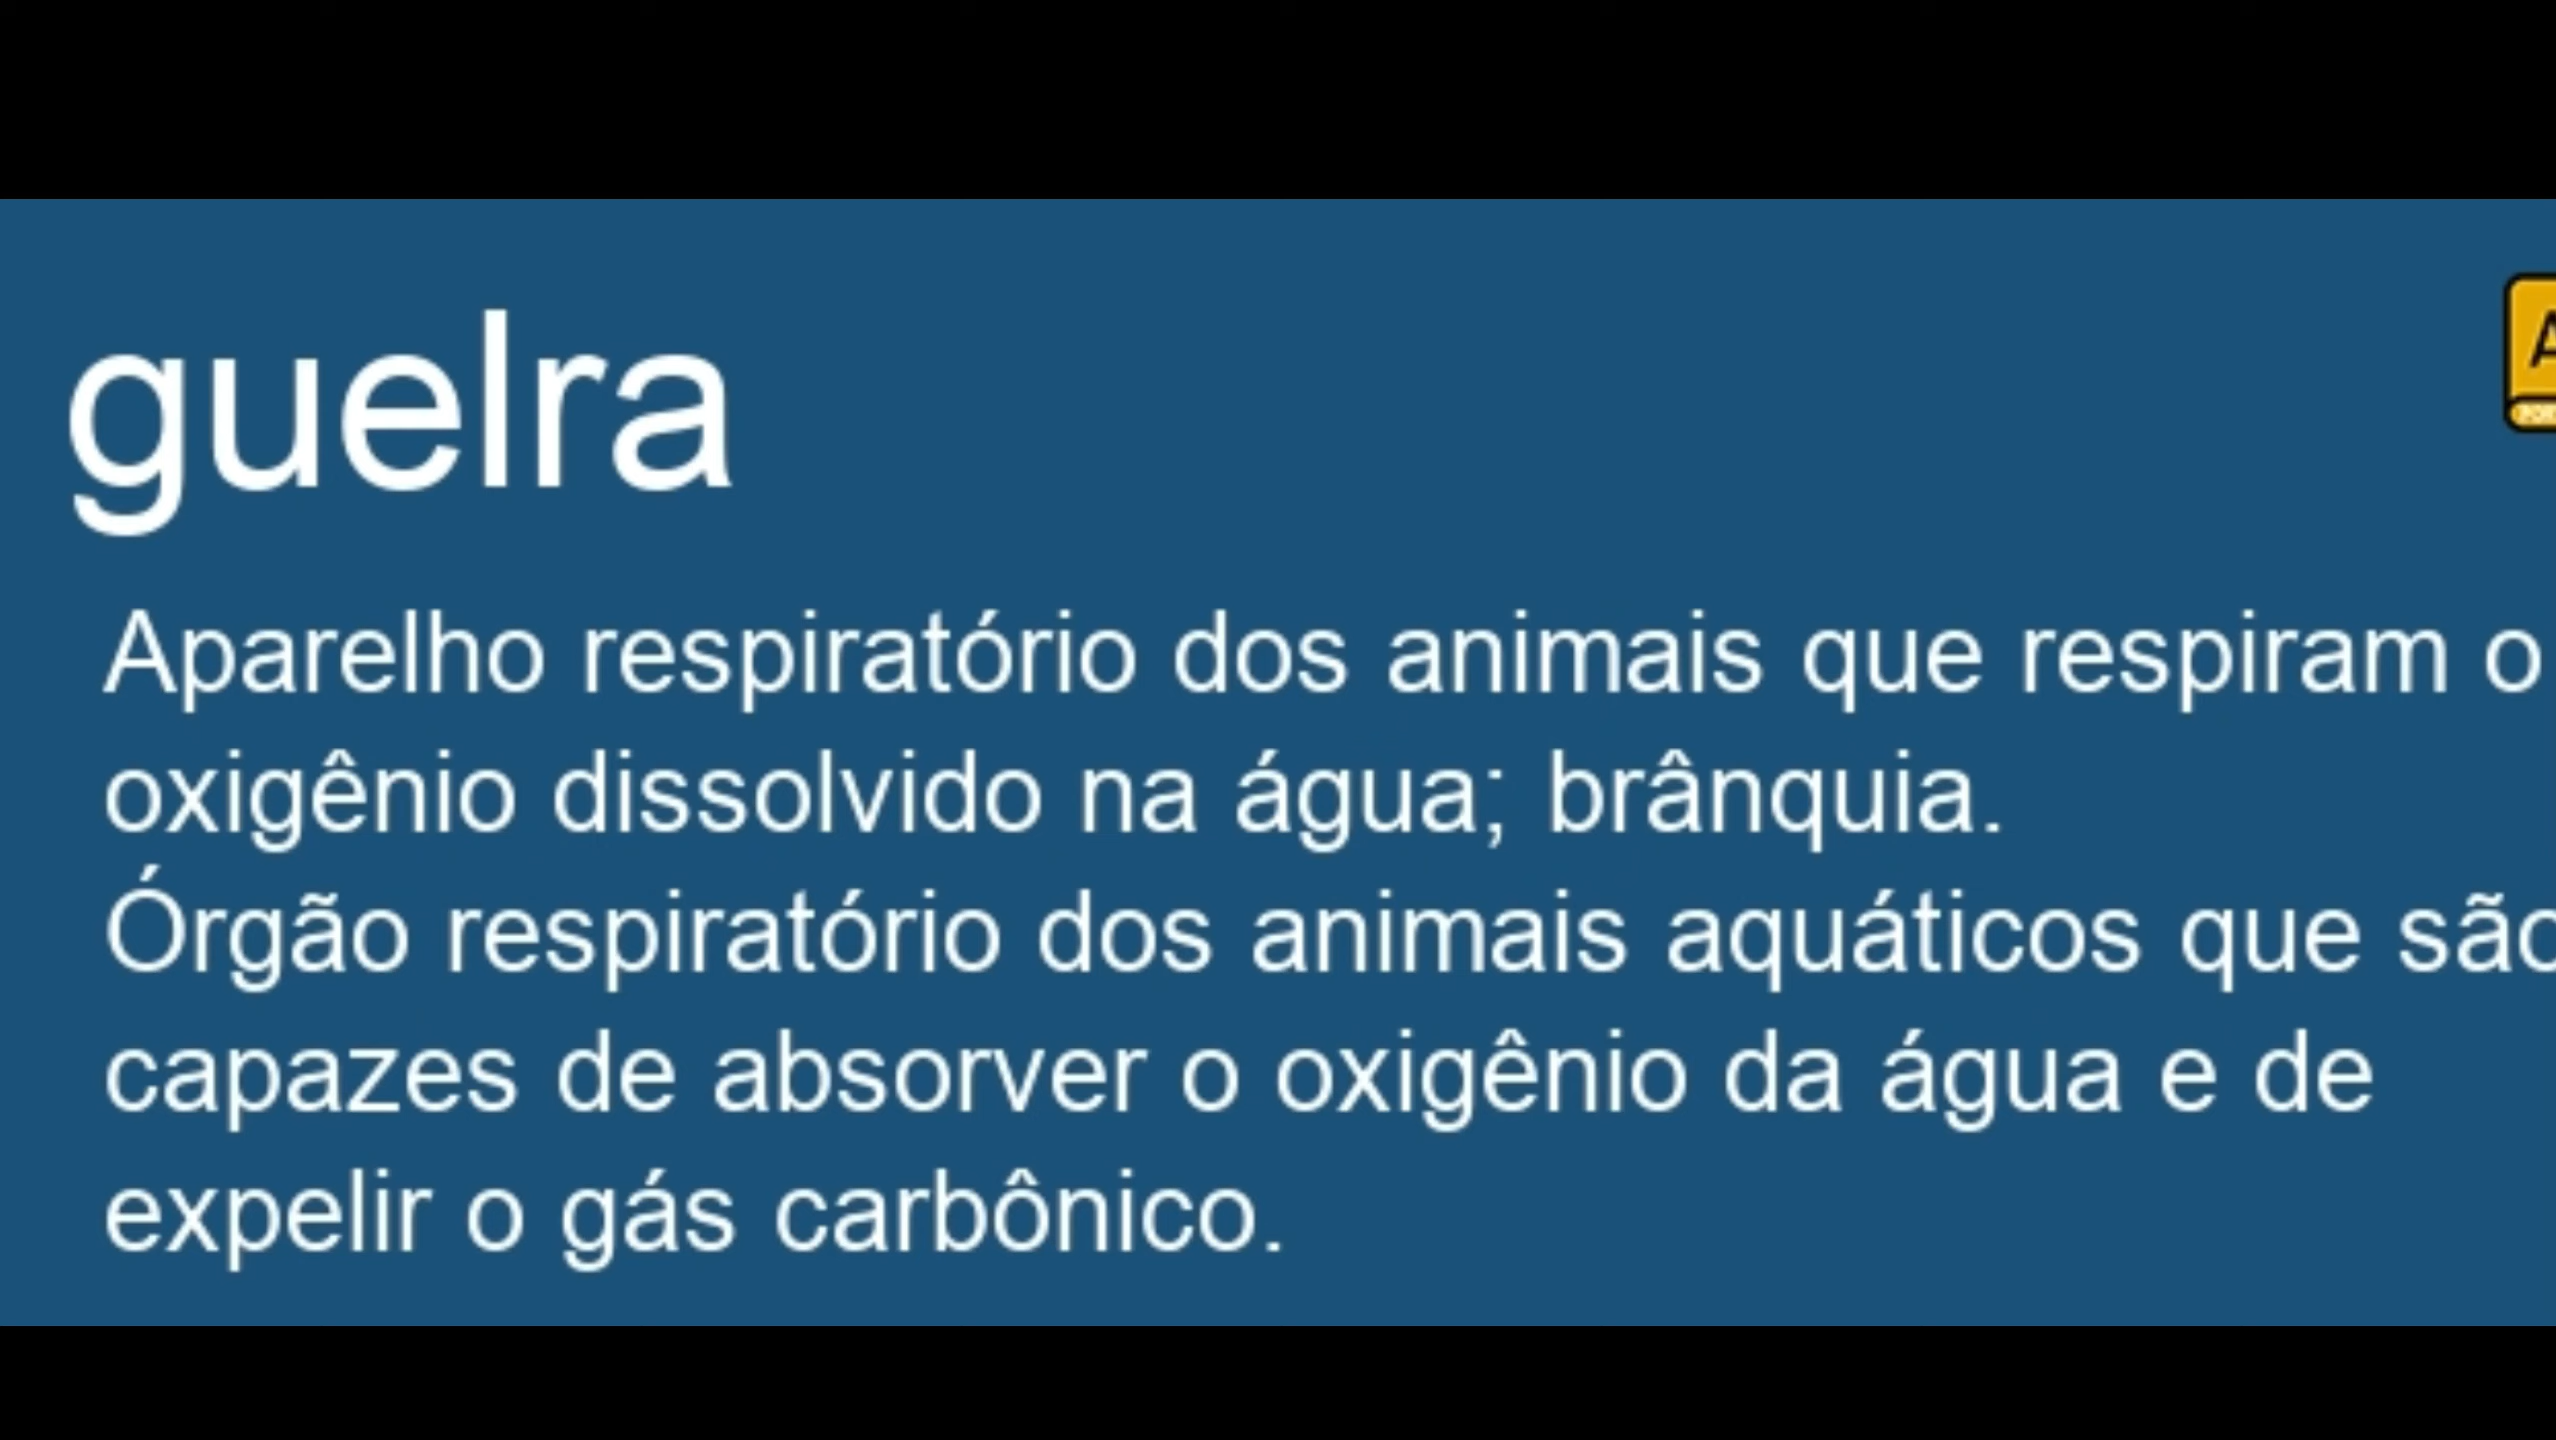 guelra
Aparelho respiratório dos animais que respiram o
oxigênio dissolvido na água; brânquia.
Órgão respiratório dos animais aquáticos que são
capazes de absorver o oxigênio da água e de
expelir o gás carbônico.